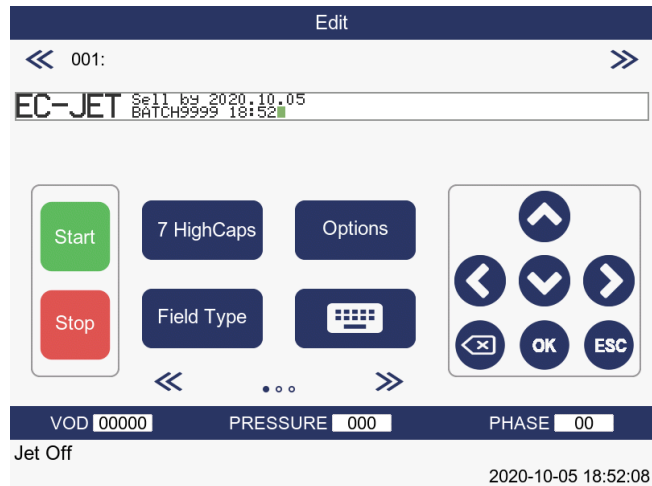 Edit
001:
EC-JET Sell by 2020.10.05
BATCH9999 18:52
Start
7 HighCaps
Options
Stop
Field Type
OK
ESC
VOD 00000 PRESSURE 000 PHASE 00
Jet Off
2020-10-05 18:52:08